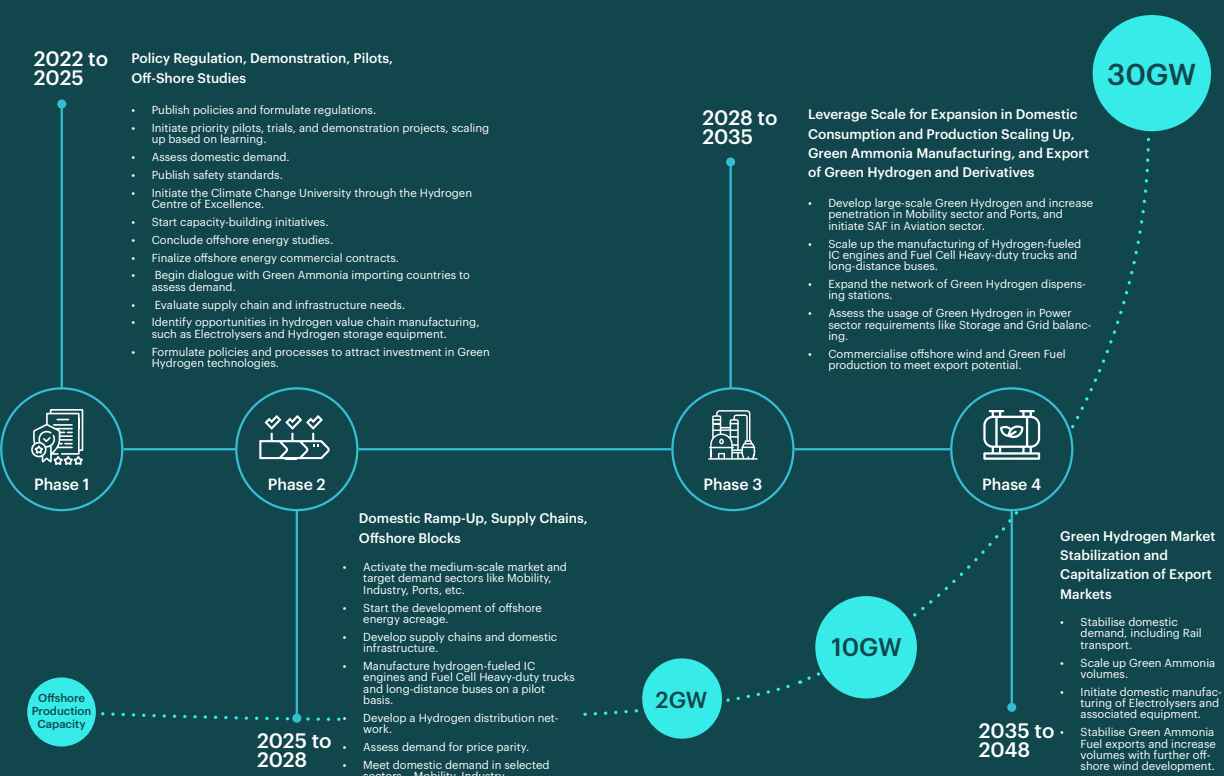 2022 to
2025
Policy Regulation, Demonstration, Pilots,
Off-Shore Studies
• Publish policies and formulate regulations.
• Initiate priority pilots, trials, and demonstration projects, scaling
up based on learning.
• Assess domestic demand.
• Publish safety standards.
• Initiate the Climate Change University through the Hydrogen
Centre of Excellence.
• Start capacity-building initiatives.
• Conclude offshore energy studies.
• Finalize offshore energy commercial contracts.
• Begin dialogue with Green Ammonia importing countries to
assess demand.
• Evaluate supply chain and infrastructure needs.
• Identify opportunities in hydrogen value chain manufacturing,
such as Electrolysers and Hydrogen storage equipment.
• Formulate policies and processes to attract investment in Green
Hydrogen technologies.
2028 to
2035
Leverage Scale for Expansion in Domestic
Consumption and Production Scaling Up,
Green Ammonia Manufacturing, and Export
of Green Hydrogen and Derivatives
• Develop large-scale Green Hydrogen and increase
penetration in Mobility sector and Ports, and
initiate SAF in Aviation sector.
• Scale up the manufacturing of Hydrogen-fueled
IC engines and Fuel Cell Heavy-duty trucks and
long-distance buses.
• Expand the network of Green Hydrogen dispens-
ing stations.
• Assess the usage of Green Hydrogen in Power
sector requirements like Storage and Grid balanc-
ing.
• Commercialise offshore wind and Green Fuel
production to meet export potential.
30GW
Phase 1
Phase 2
Phase 3
Phase 4
Domestic Ramp-Up, Supply Chains,
Offshore Blocks
• Activate the medium-scale market and
target demand sectors like Mobility,
Industry, Ports, etc.
• Start the development of offshore
energy acreage.
• Develop supply chains and domestic
infrastructure.
• Manufacture hydrogen-fueled IC
engines and Fuel Cell Heavy-duty trucks
and long-distance buses on a pilot
basis.
• Develop a Hydrogen distribution net-
work.
• Assess demand for price parity.
• Meet domestic demand in selected
sectors - Mobility, Industry
2025 to
2028
Offshore
Production
Capacity
2GW
10GW
Green Hydrogen Market
Stabilization and
Capitalization of Export
Markets
• Stabilise domestic
demand, including Rail
transport.
• Scale up Green Ammonia
volumes.
• Initiate domestic manufac-
turing of Electrolysers and
associated equipment.
• Stabilise Green Ammonia
Fuel exports and increase
volumes with further off-
shore wind development.
2035 to
2048